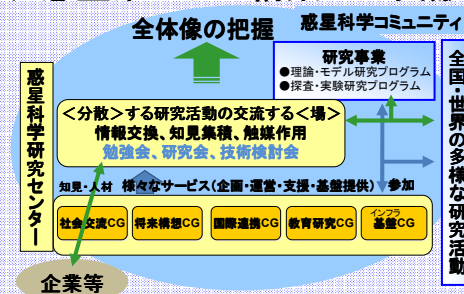 全体像の把握
惑星科学コミュニティ
研究事業
●理論・モデル研究プログラム
●探査・実験研究プログラム
惑星科学研究センター
<分散>する研究活動の交流する<場>
情報交換、知見集積、触媒作用
勉強会、研究会、技術検討会
全国・世界の多様な研究活動
知見・人材 様々なサービス(企画・運営・支援・基盤提供) 参加
社会交流CG
将来構想CG
国際連携CG
教育研究CG
インフラ
基盤CG
企業等